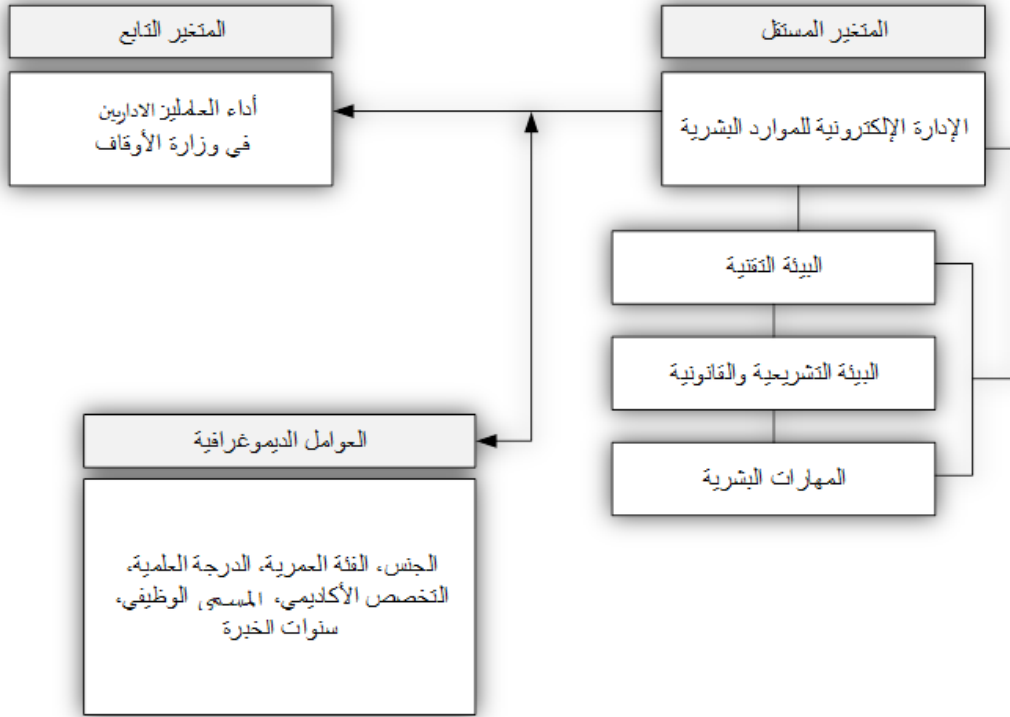 المتغير المستقل
الإدارة الإلكترونية للموارد البشرية
البيئة التقنية
البيئة التشريعية والقانونية
المهارات البشرية
المتغير التابع
أداء العاملين الاداريين
في وزارة الأوقاف
العوامل الديموغرافية
الجنس، الفئة العمرية، الدرجة العلمية،
التخصص الأكاديمي، المسمى الوظيفي،
سنوات الخبرة